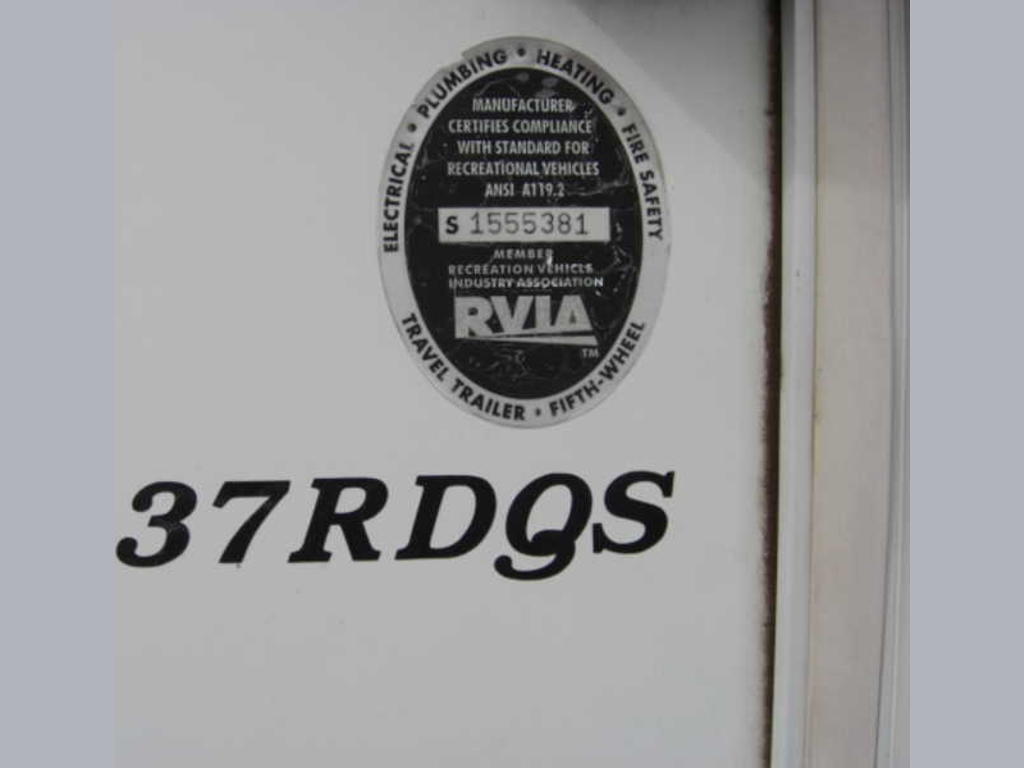 ELECTRICAL • PLUMBING • HEATING • FIRE SAFETY
MANUFACTURER
CERTIFIES COMPLIANCE
WITH STANDARD FOR
RECREATIONAL VEHICLES
ANSI A119.2
S 1555381
MEMBER
RECREATION VEHICLE
INDUSTRY ASSOCIATION
RVIA
TM
TRAVEL TRAILER • FIFTH-WHEEL
37RDQS